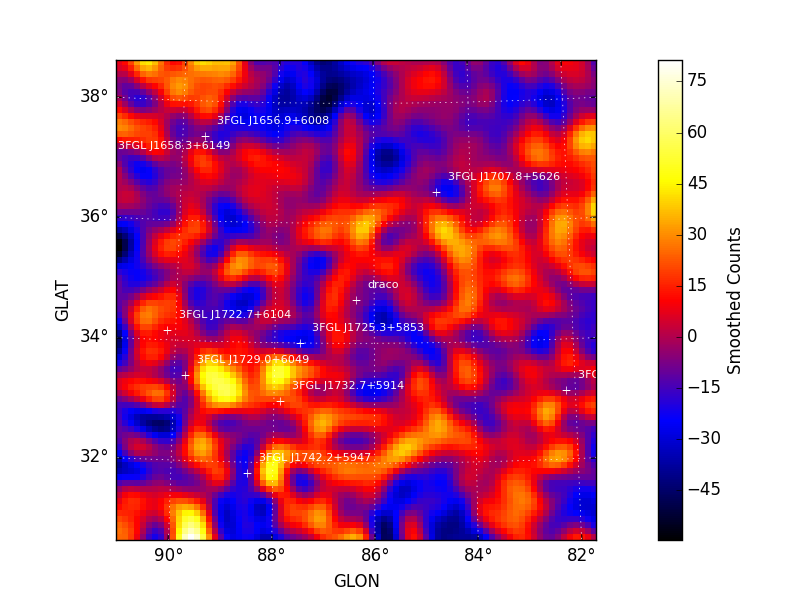 38°
36°
34°
32°
GLAT
3FGL J1656.9+6008
3FGL J1658.3+6149
3FGL J1707.8+5626
draco
3FGL J1722.7+6104
3FGL J1725.3+5853
3FGL J1729.0+6049
3FG
3FGL J1732.7+5914
3FGL J1742.2+5947
90°
88°
86°
84°
82°
GLON
75
60
45
30
15
0
−15
−30
−45
Smoothed Counts